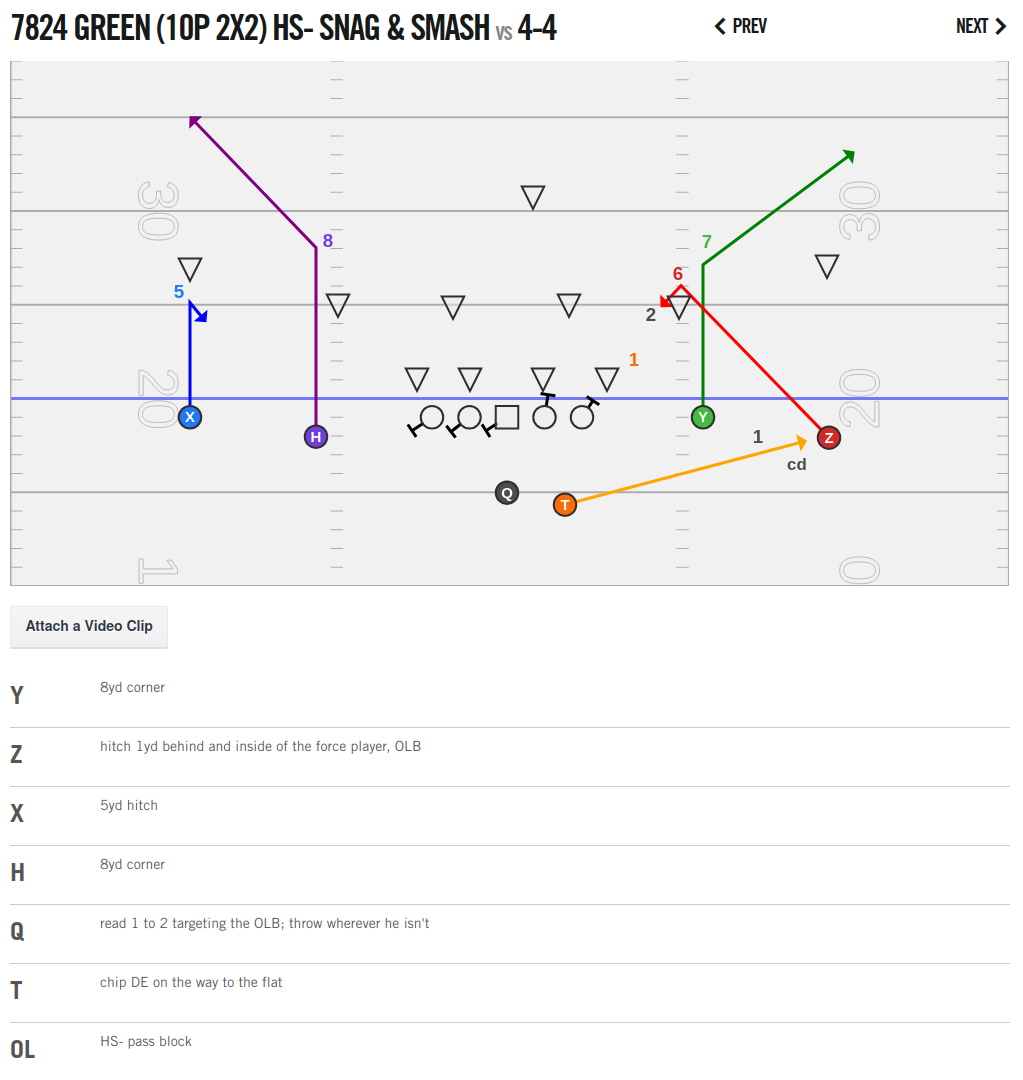 7824 GREEN (10P 2X2) HS- SNAG & SMASH VS 4-4
PREV
NEXT
30
30
8
7
5
6
2
1
20
20
X
H
Y
Z
1
cd
Q
T
1
0
Attach a Video Clip
Y 8yd corner
Z hitch 1yd behind and inside of the force player, OLB
X 5yd hitch
H 8yd corner
Q read 1 to 2 targeting the OLB; throw wherever he isn't
T chip DE on the way to the flat
OL HS- pass block